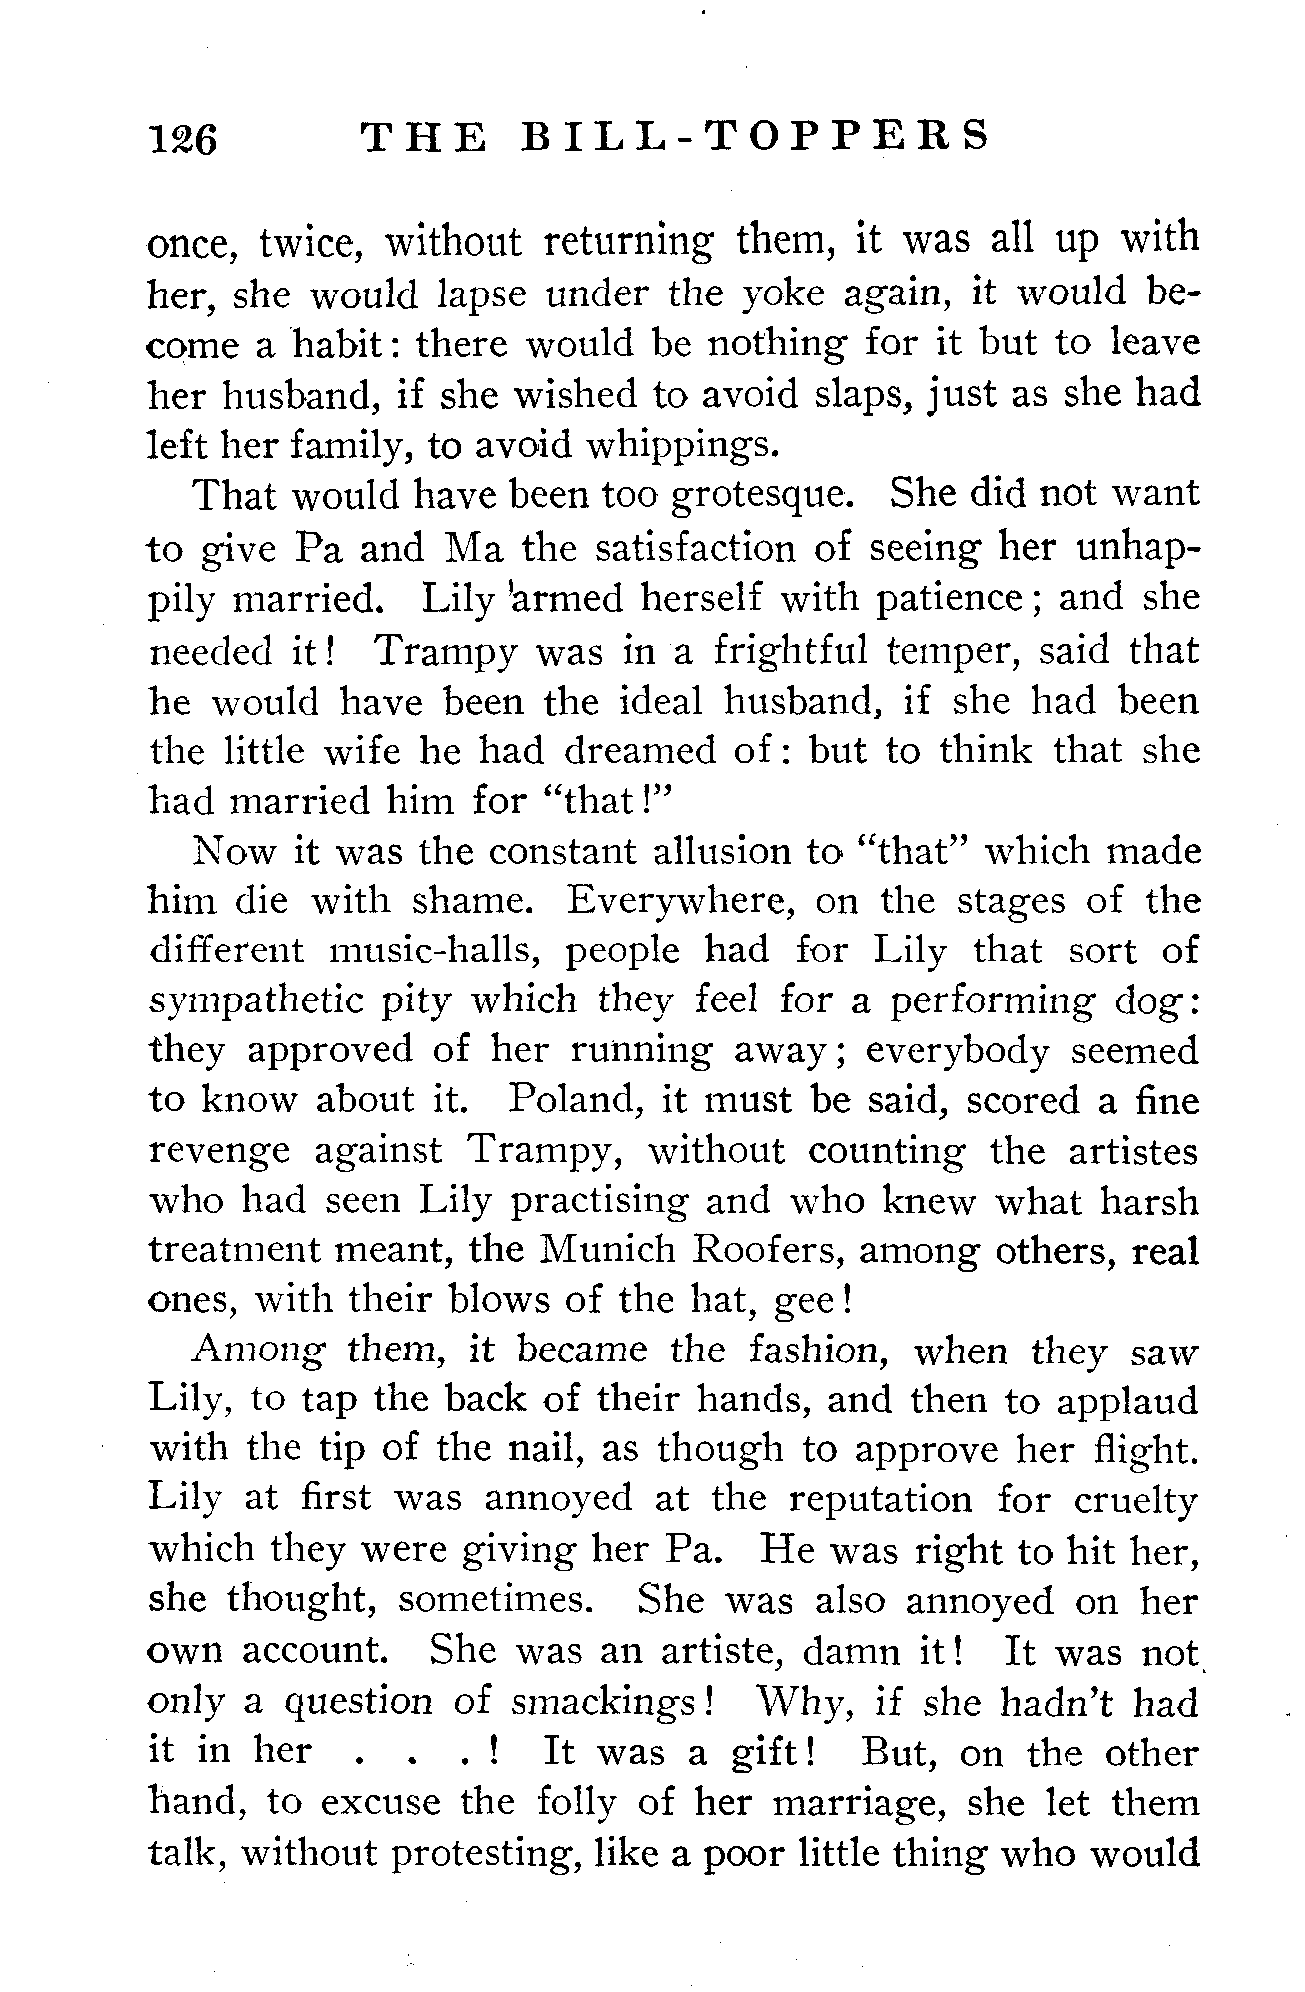 126 THE BILL-TOPPERS
once, twice, without returning them, it was all up with
her, she would lapse under the yoke again, it would be-
come a habit: there would be nothing for it but to leave
her husband, if she wished to avoid slaps, just as she had
left her family, to avoid whippings.
That would have been too grotesque. She did not want
to give Pa and Ma the satisfaction of seeing her unhap-
pily married. Lily armed herself with patience; and she
needed it! Trampy was in a frightful temper, said that
he would have been the ideal husband, if she had been
the little wife he had dreamed of: but to think that she
had married him for "that!"
Now it was the constant allusion to "that" which made
him die with shame. Everywhere, on the stages of the
different music-halls, people had for Lily that sort of
sympathetic pity which they feel for a performing dog:
they approved of her running away; everybody seemed
to know about it. Poland, it must be said, scored a fine
revenge against Trampy, without counting the artistes
who had seen Lily practising and who knew what harsh
treatment meant, the Munich Roofers, among others, real
ones, with their blows of the hat, gee!
Among them, it became the fashion, when they saw
Lily, to tap the back of their hands, and then to applaud
with the tip of the nail, as though to approve her flight.
Lily at first was annoyed at the reputation for cruelty
which they were giving her Pa. He was right to hit her,
she thought, sometimes. She was also annoyed on her
own account. She was an artiste, damn it! It was not
only a question of smackings! Why, if she hadn't had
it in her . . . ! It was a gift! But, on the other
hand, to excuse the folly of her marriage, she let them
talk, without protesting, like a poor little thing who would